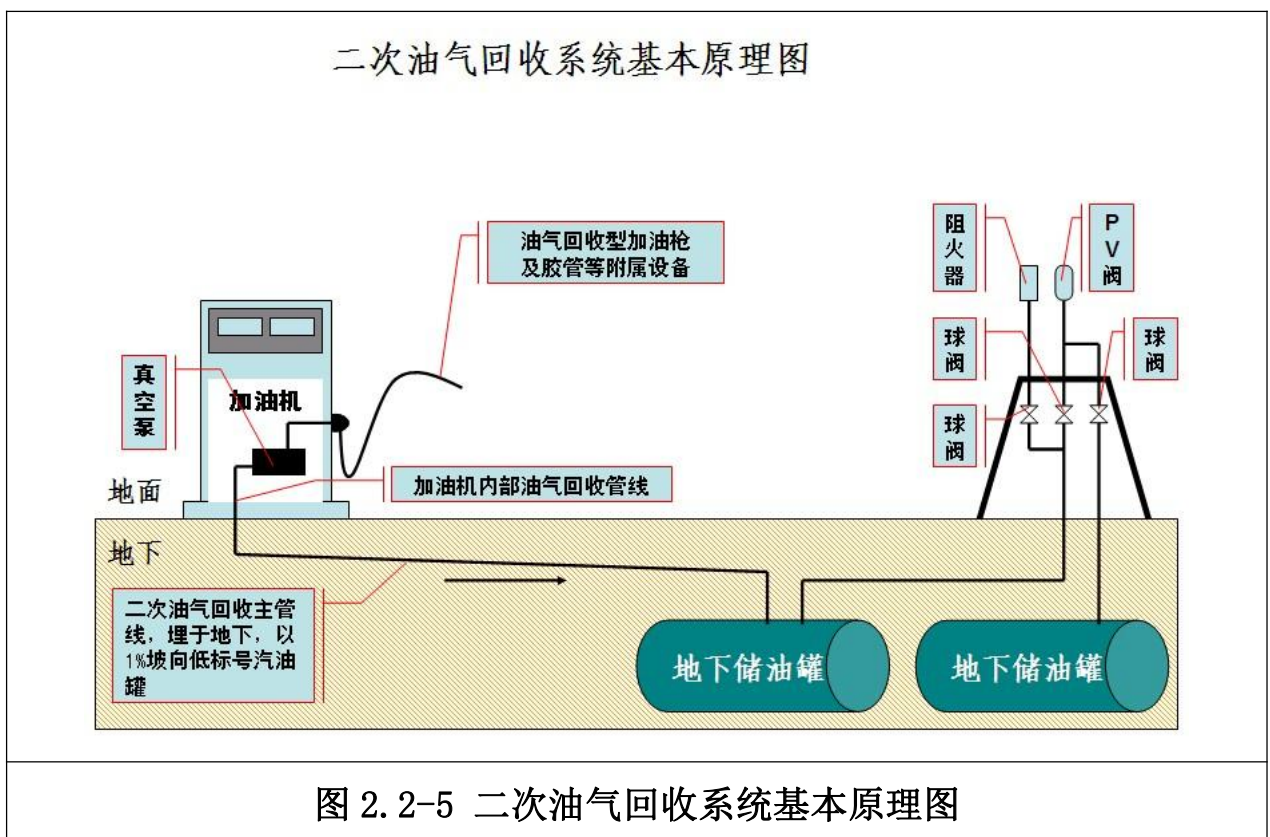 二次油气回收系统基本原理图
油气回收型加油枪
及胶管等附属设备
阻
火
器
P
V
阀
球
阀
球
阀
球
阀
真
空
泵
加油机
加油机内部油气回收管线
地面
地下
二次油气回收主管
线，埋于地下，以
1%坡向低标号汽油
罐
地下储油罐
地下储油罐
图 2.2-5 二次油气回收系统基本原理图